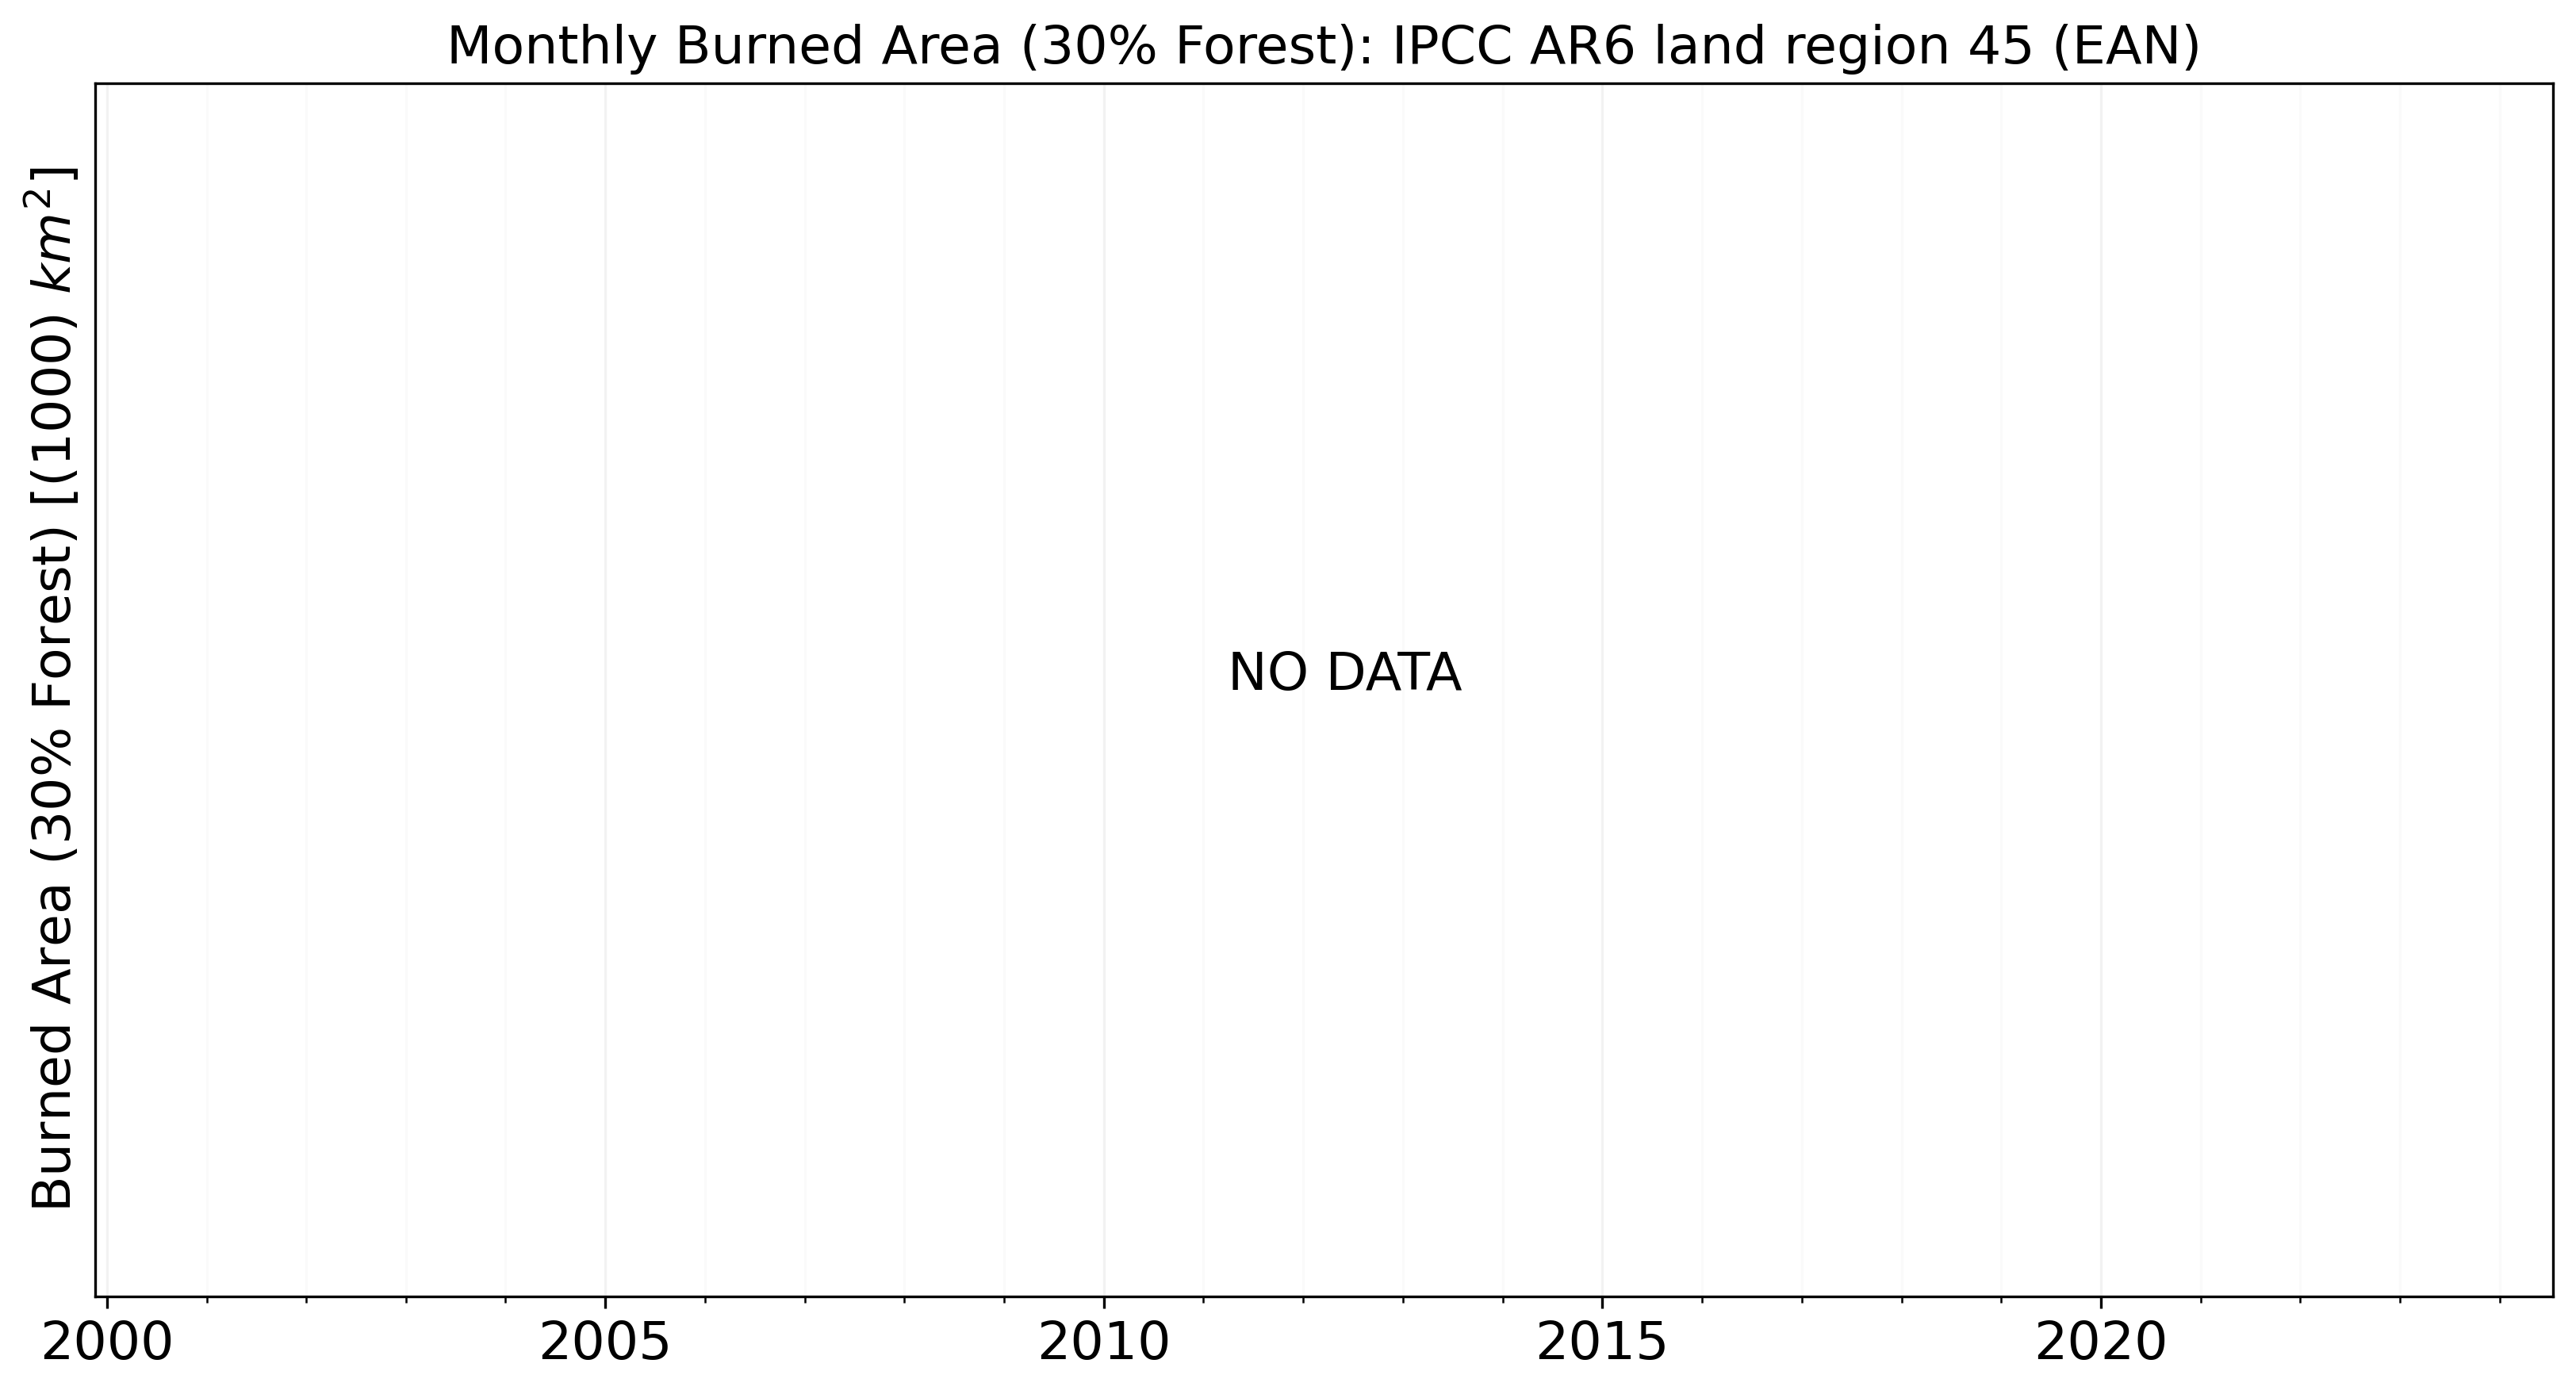 Monthly Burned Area (30% Forest): IPCC AR6 land region 45 (EAN)
Burned Area (30% Forest) [(1000) km²]
NO DATA
2000 2005 2010 2015 2020